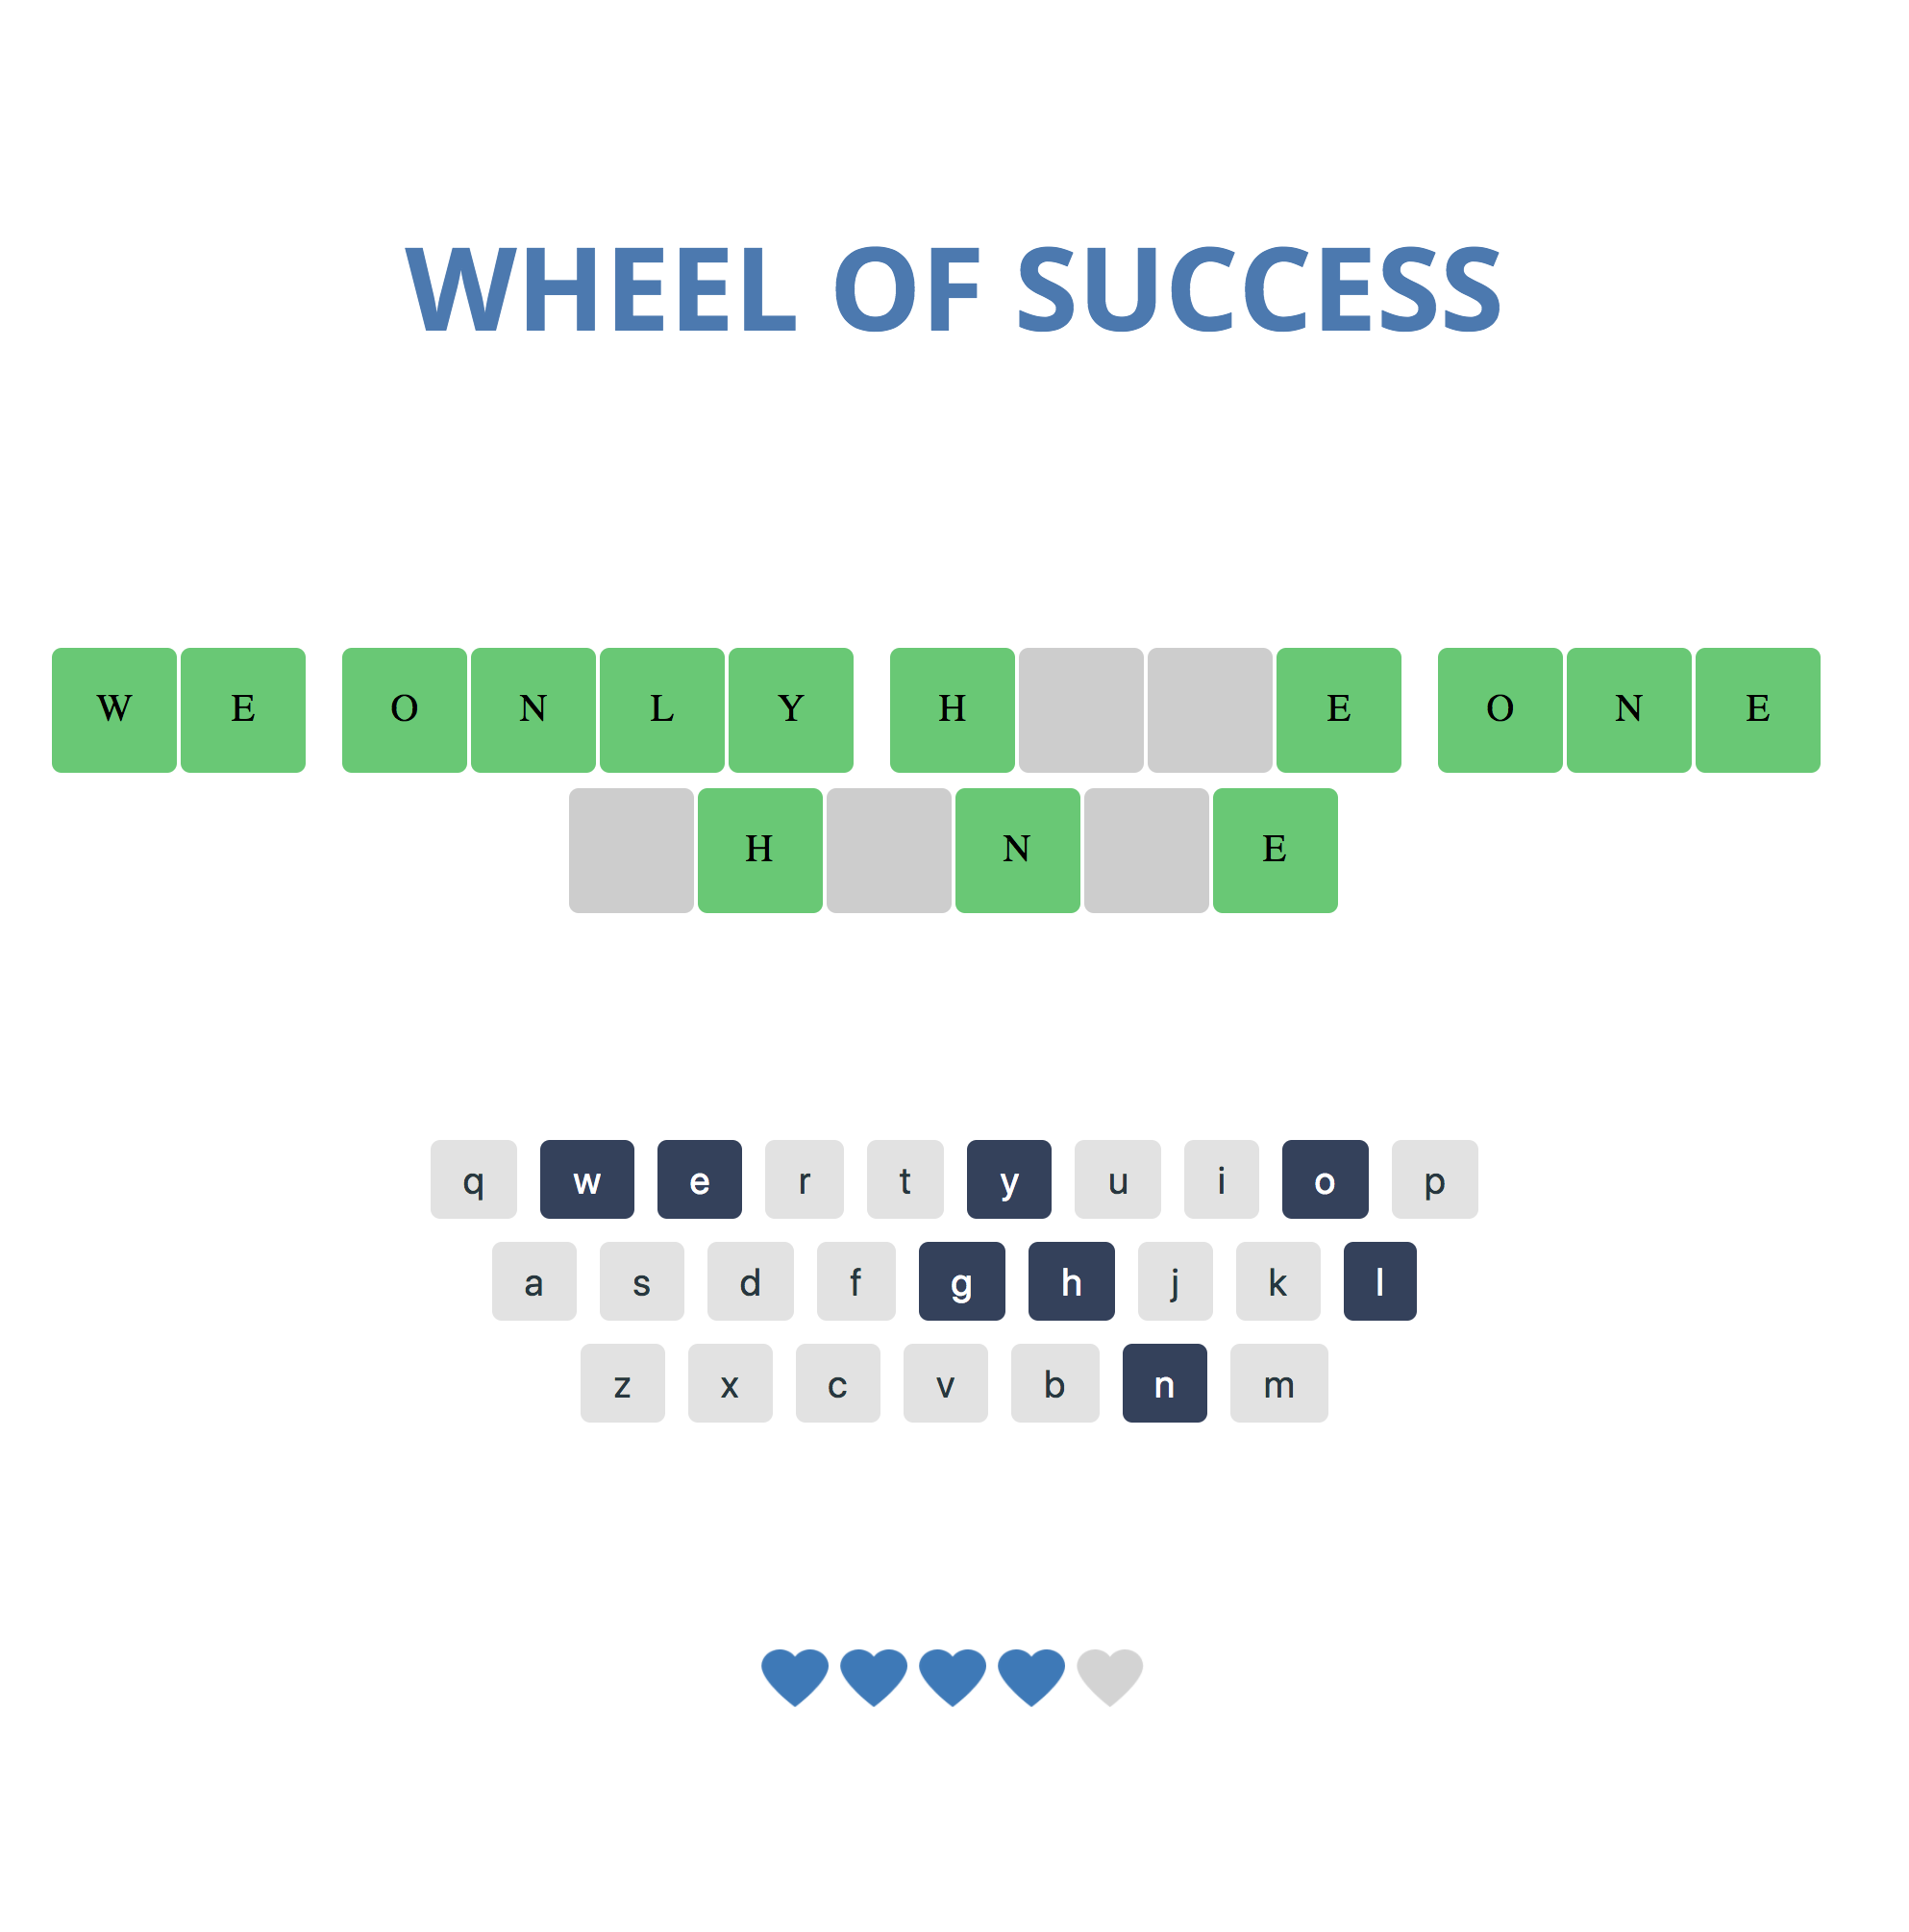 WHEEL OF SUCCESS
WE ONLY H E ONE
H N E
q w e r t y u i o p
a s d f g h j k l
z x c v b n m